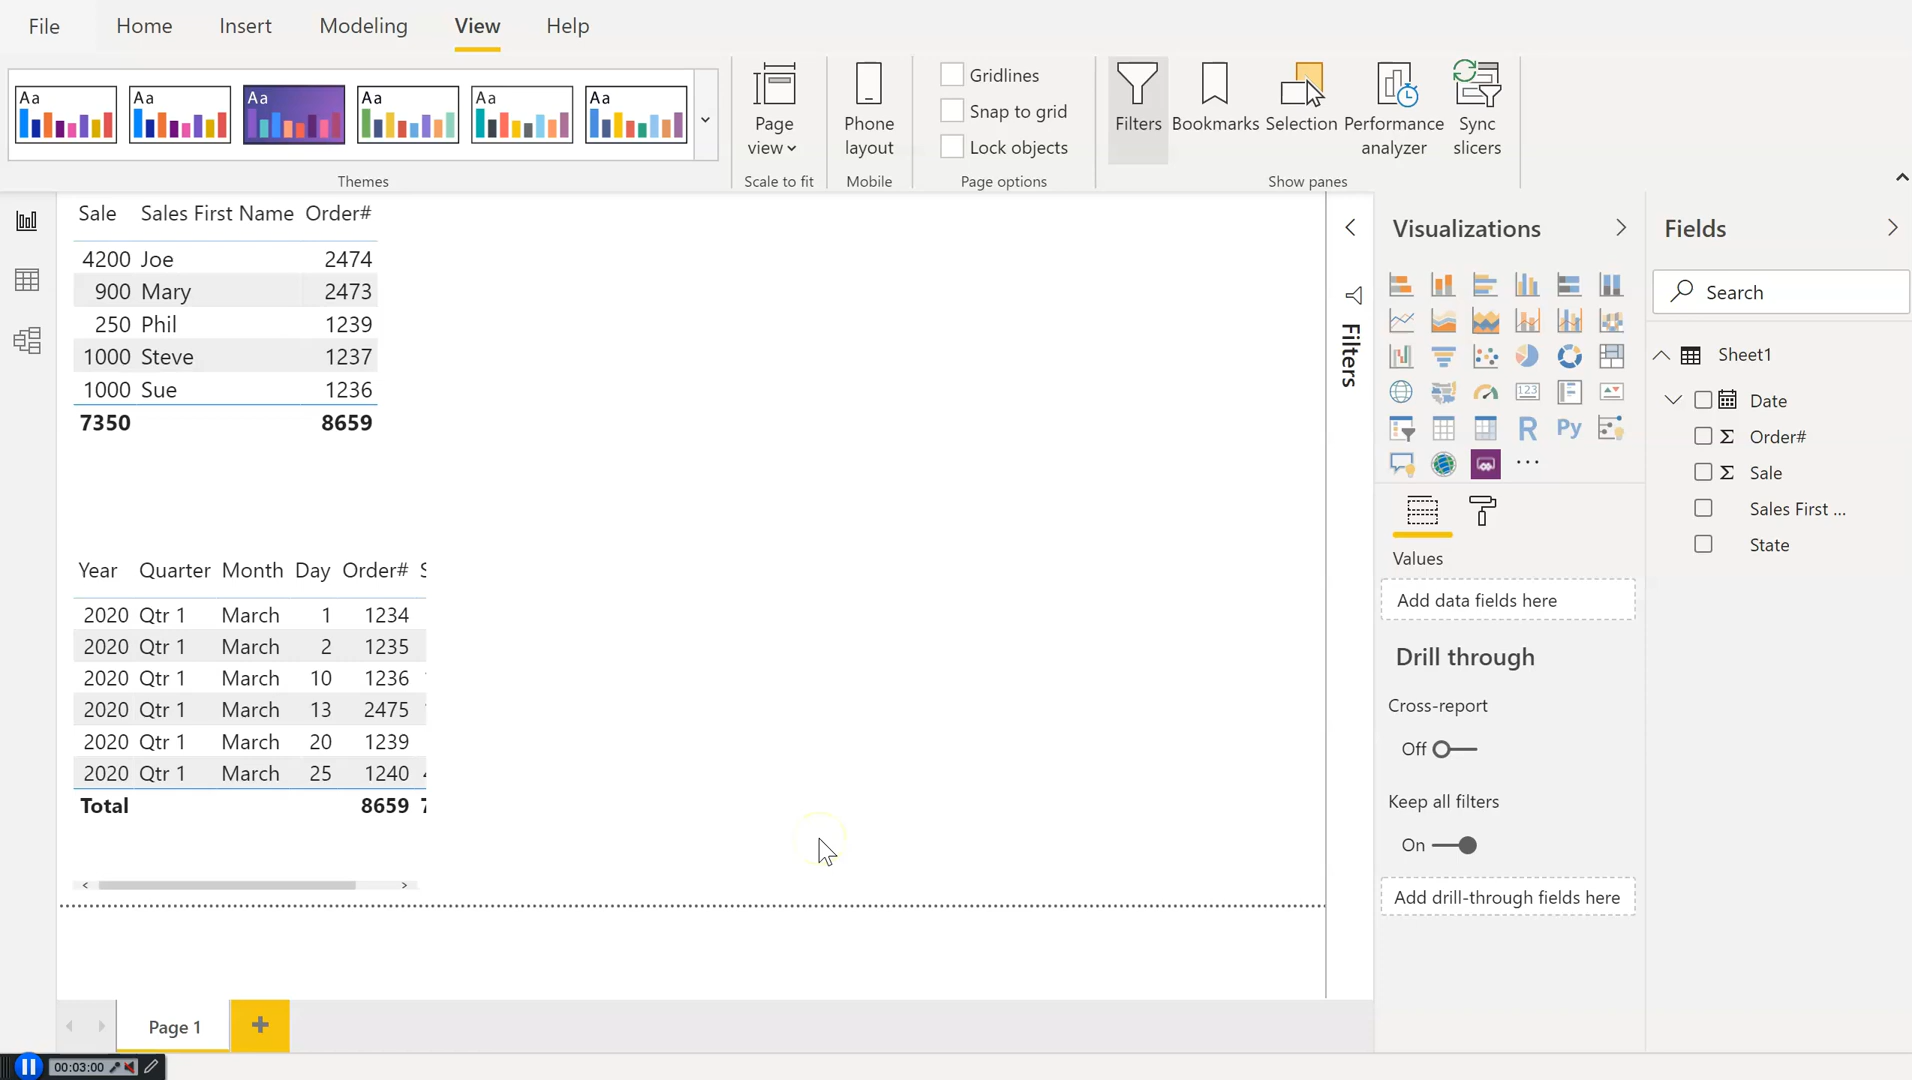 File Home Insert Modeling View Help
Aa Aa Aa Aa Aa Aa
Page view
Phone layout
Gridlines
Snap to grid
Lock objects
Filters
Bookmarks
Selection
Performance analyzer
Sync slicers
Themes
Scale to fit
Mobile
Page options
Show panes
Sale Sales First Name Order#
4200 Joe 2474
900 Mary 2473
250 Phil 1239
1000 Steve 1237
1000 Sue 1236
7350 8659
Year Quarter Month Day Order#
2020 Qtr 1 March 1 1234
2020 Qtr 1 March 2 1235
2020 Qtr 1 March 10 1236
2020 Qtr 1 March 13 2475
2020 Qtr 1 March 20 1239
2020 Qtr 1 March 25 1240
Total 8659
Filters
Visualizations
123
R
Py
Values
Add data fields here
Drill through
Cross-report
Off
Keep all filters
On
Add drill-through fields here
Fields
Search
Sheet1
Date
Σ Order#
Σ Sale
Sales First ...
State
Page 1
00:03:00